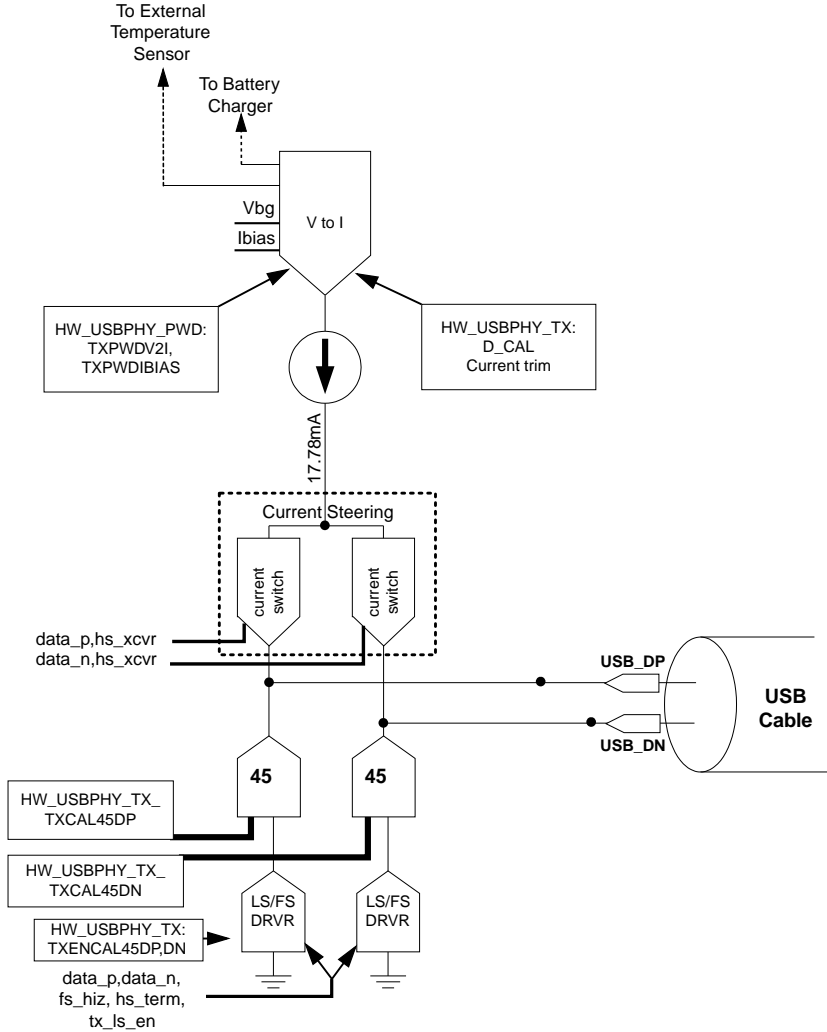 To External
Temperature
Sensor
To Battery
Charger
Vbg
Ibias
V to I
HW_USBPHY_PWD:
TXPWDV2I,
TXPWDIBIAS
HW_USBPHY_TX:
D_CAL
Current trim
17.78mA
Current Steering
current
switch
current
switch
data_p,hs_xcvr
data_n,hs_xcvr
USB_DP
USB_DN
USB
Cable
45
45
HW_USBPHY_TX_
TXCAL45DP
HW_USBPHY_TX_
TXCAL45DN
LS/FS
DRVR
LS/FS
DRVR
HW_USBPHY_TX:
TXENCAL45DP,DN
data_p,data_n,
fs_hiz, hs_term,
tx_ls_en